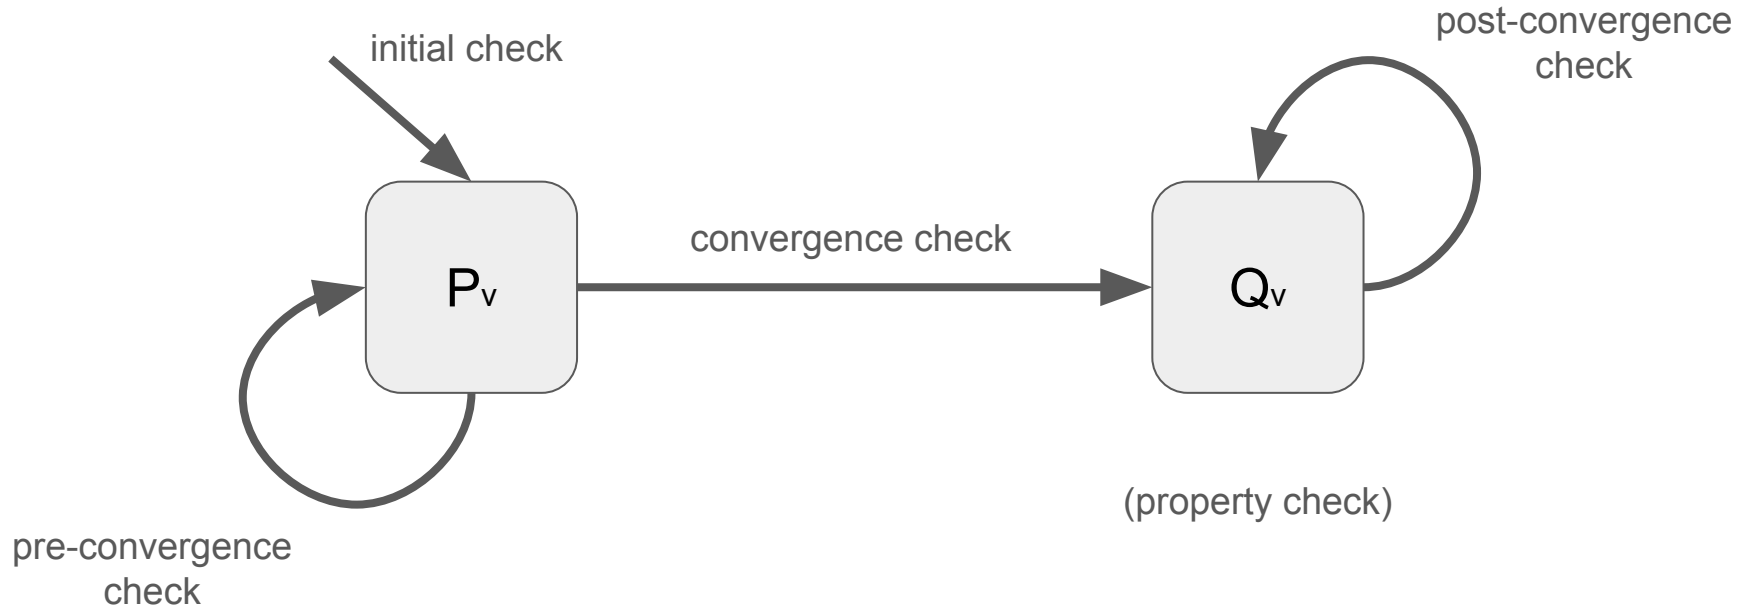 initial check
post-convergence
check
convergence check
Pv
Qv
(property check)
pre-convergence
check